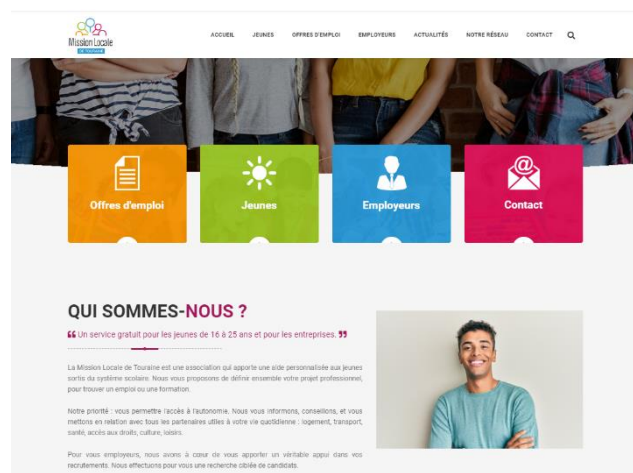 Mission Locale
DE TOURAINE
ACCUEIL JEUNES OFFRES D'EMPLOI EMPLOYEURS ACTUALITÉS NOTRE RÉSEAU CONTACT
Offres d'emploi
Jeunes
Employeurs
Contact
QUI SOMMES-NOUS ?
Un service gratuit pour les jeunes de 16 à 25 ans et pour les entreprises.
La Mission Locale de Touraine est une association qui apporte une aide personnalisée aux jeunes
sortis du système scolaire. Nous vous proposons de définir ensemble votre projet professionnel,
pour trouver un emploi ou une formation.
Notre priorité : vous permettre l'accès à l'autonomie. Nous vous informons, conseillons, et vous
mettons en relation avec tous les partenaires utiles à votre vie quotidienne : logement, transport,
santé, accès aux droits, culture, loisirs.
Pour vous employeurs, nous avons à cœur de vous apporter un véritable appui dans vos
recrutements. Nous effectuons pour vous une recherche ciblée de candidats.